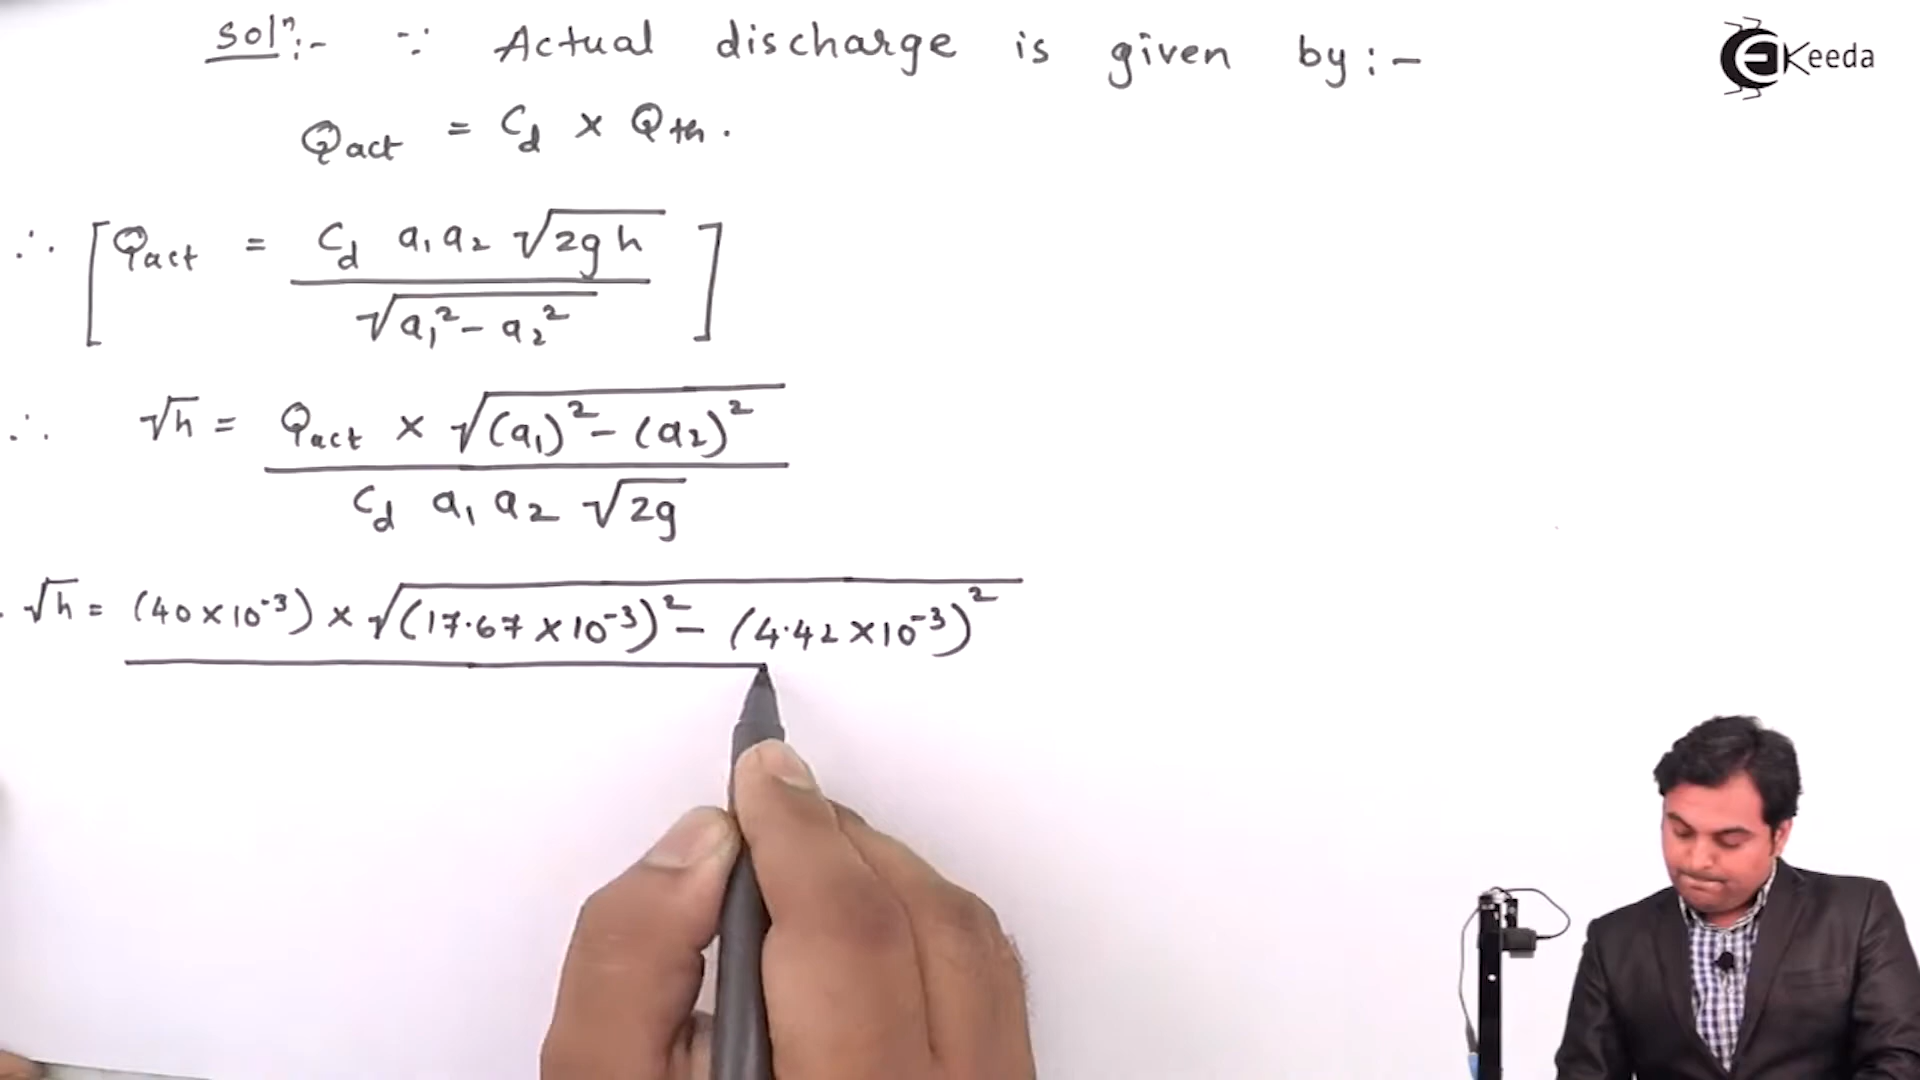 Solⁿ:- ∵ Actual discharge is given by:-
EKeeda
Qact = Cd × Qth.
∴ [Qact = Cd a₁ a₂ √2gh / √a₁² - a₂²]
∴ √h = Qact × √(a₁)² - (a₂)² / Cd a₁ a₂ √2g
√h = (40×10⁻³) × √(17.67×10⁻³)² - (4.42×10⁻³)²